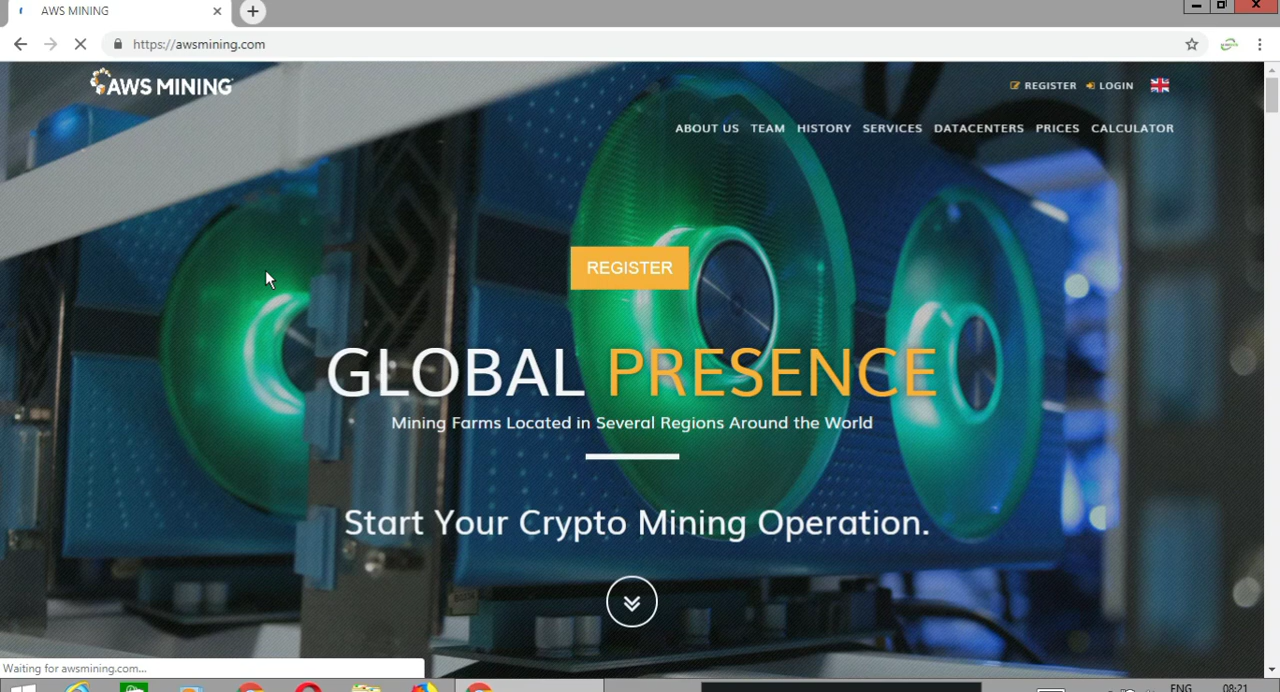 AWS MINING
https://awsmining.com
AWS MINING
REGISTER LOGIN
ABOUT US TEAM HISTORY SERVICES DATACENTERS PRICES CALCULATOR
REGISTER
GLOBAL PRESENCE
Mining Farms Located in Several Regions Around the World
Start Your Crypto Mining Operation.
Waiting for awsmining.com...
ENG 08:21